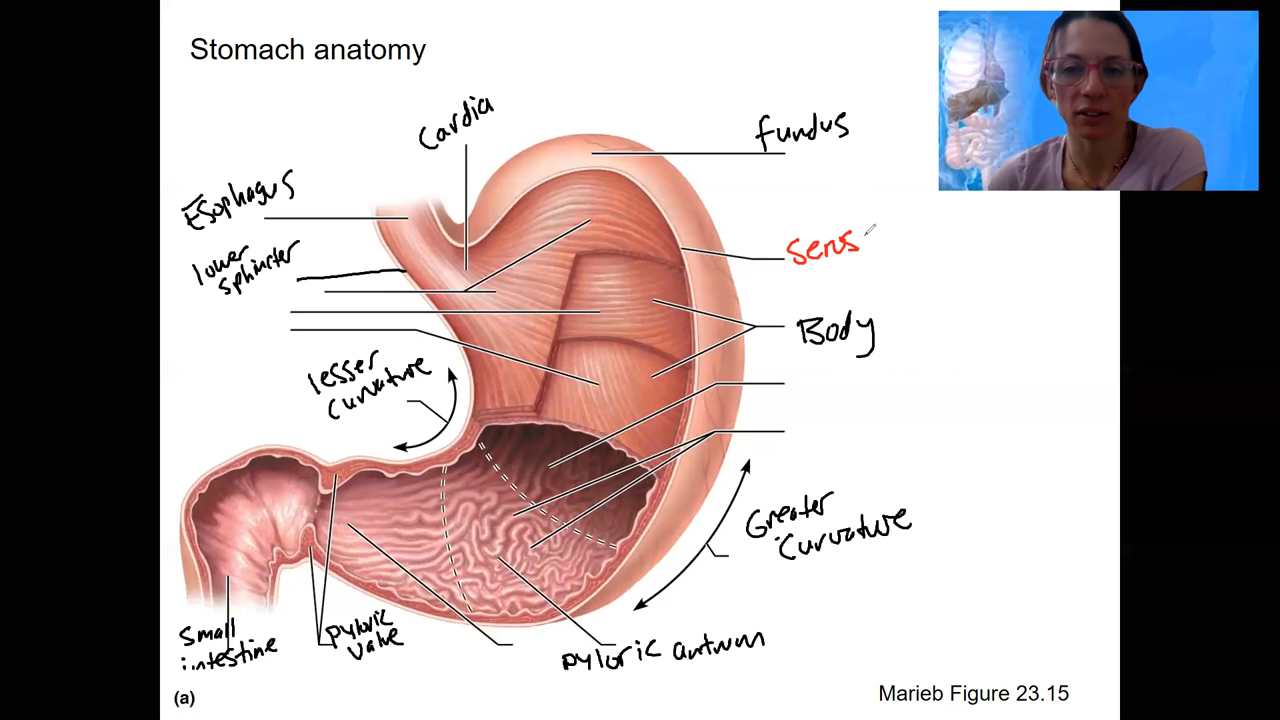 Stomach anatomy
Cardia
fundus
Esophagus
lower
sphincter
Seros
Body
lesser
curvature
Greater
Curvature
small
intestine
pyloric
valve
pyloric antrum
(a)
Marieb Figure 23.15